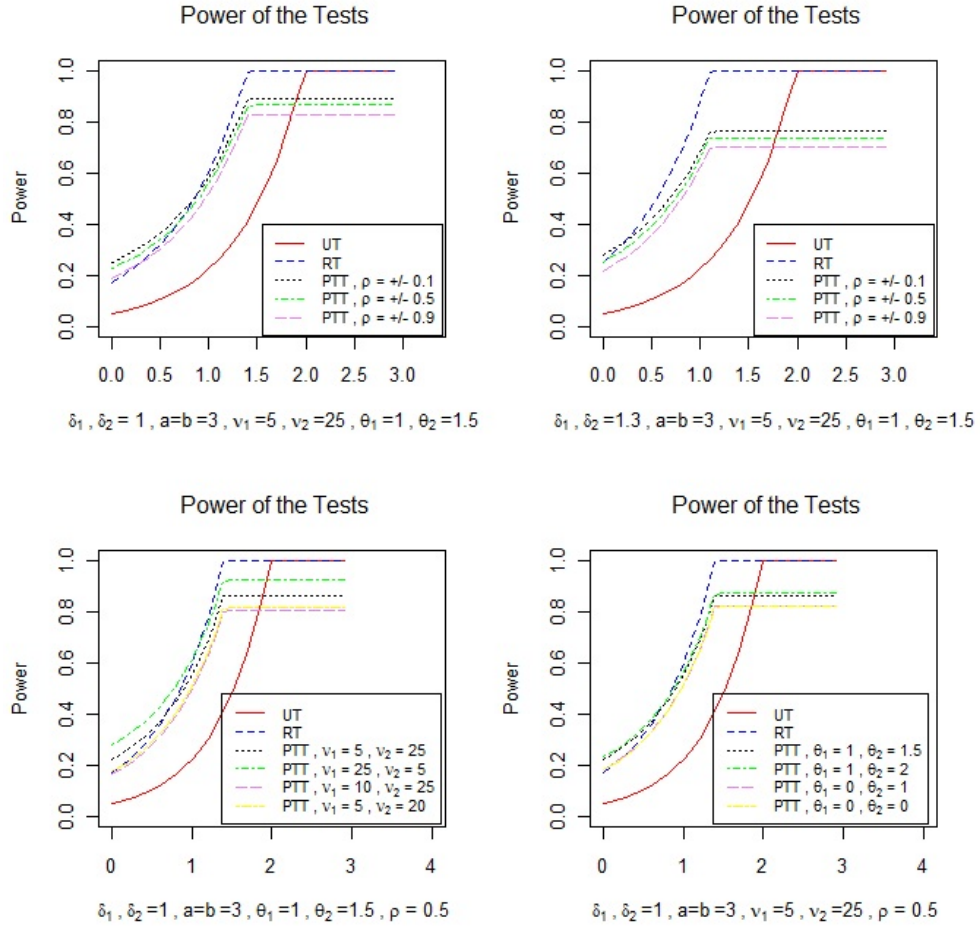 Power of the Tests
Power
1.0
0.8
0.6
0.4
0.2
0.0
UT
RT
PTT , ρ = +/- 0.1
PTT , ρ = +/- 0.5
PTT , ρ = +/- 0.9
0.0 0.5 1.0 1.5 2.0 2.5 3.0
δ₁ , δ₂ = 1 , a=b =3 , ν₁ =5 , ν₂ =25 , θ₁ =1 , θ₂ =1.5
Power of the Tests
Power
1.0
0.8
0.6
0.4
0.2
0.0
UT
RT
PTT , ρ = +/- 0.1
PTT , ρ = +/- 0.5
PTT , ρ = +/- 0.9
0.0 0.5 1.0 1.5 2.0 2.5 3.0
δ₁ , δ₂ =1.3 , a=b =3 , ν₁ =5 , ν₂ =25 , θ₁ =1 , θ₂ =1.5
Power of the Tests
Power
1.0
0.8
0.6
0.4
0.2
0.0
UT
RT
PTT , ν₁ = 5 , ν₂ = 25
PTT , ν₁ = 25 , ν₂ = 5
PTT , ν₁ = 10 , ν₂ = 25
PTT , ν₁ = 5 , ν₂ = 20
0 1 2 3 4
δ₁ , δ₂ =1 , a=b =3 , θ₁ =1 , θ₂ =1.5 , ρ = 0.5
Power of the Tests
Power
1.0
0.8
0.6
0.4
0.2
0.0
UT
RT
PTT , θ₁ = 1 , θ₂ = 1.5
PTT , θ₁ = 1 , θ₂ = 2
PTT , θ₁ = 0 , θ₂ = 1
PTT , θ₁ = 0 , θ₂ = 0
0 1 2 3 4
δ₁ , δ₂ =1 , a=b =3 , ν₁ =5 , ν₂ =25 , ρ = 0.5